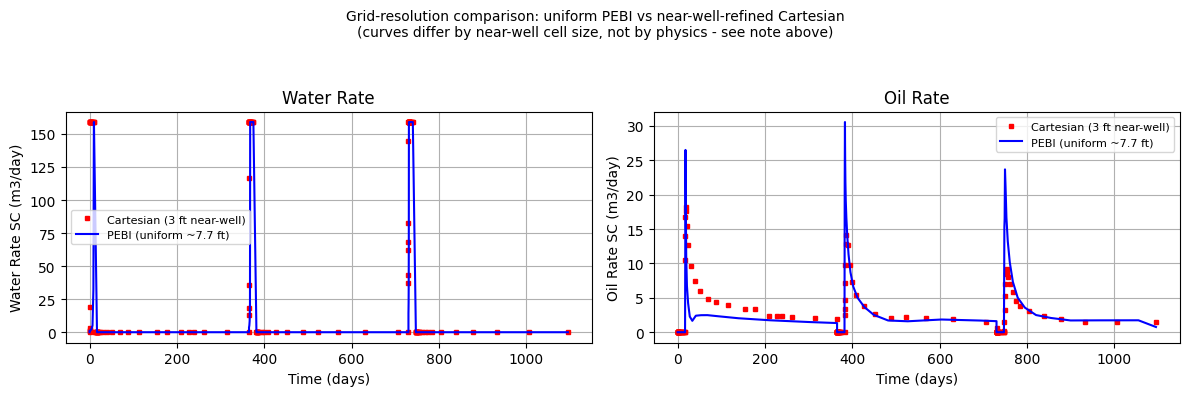 Grid-resolution comparison: uniform PEBI vs near-well-refined Cartesian
(curves differ by near-well cell size, not by physics - see note above)
Water Rate
Water Rate SC (m3/day)
150
125
100
75
50
25
0
Cartesian (3 ft near-well)
PEBI (uniform ~7.7 ft)
0 200 400 600 800 1000
Time (days)
Oil Rate
Oil Rate SC (m3/day)
30
25
20
15
10
5
0
Cartesian (3 ft near-well)
PEBI (uniform ~7.7 ft)
0 200 400 600 800 1000
Time (days)